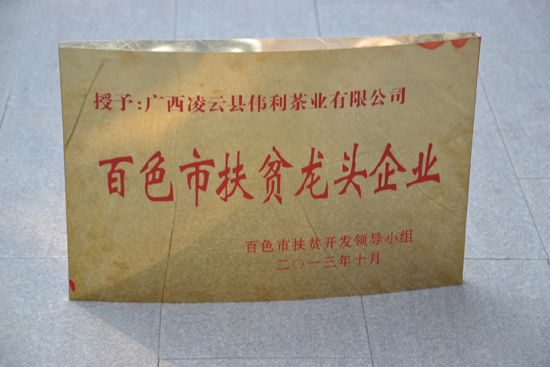 授予:广西凌云县伟利茶业有限公司
百色市扶贫龙头企业
百色市扶贫开发领导小组
二〇一三年十月